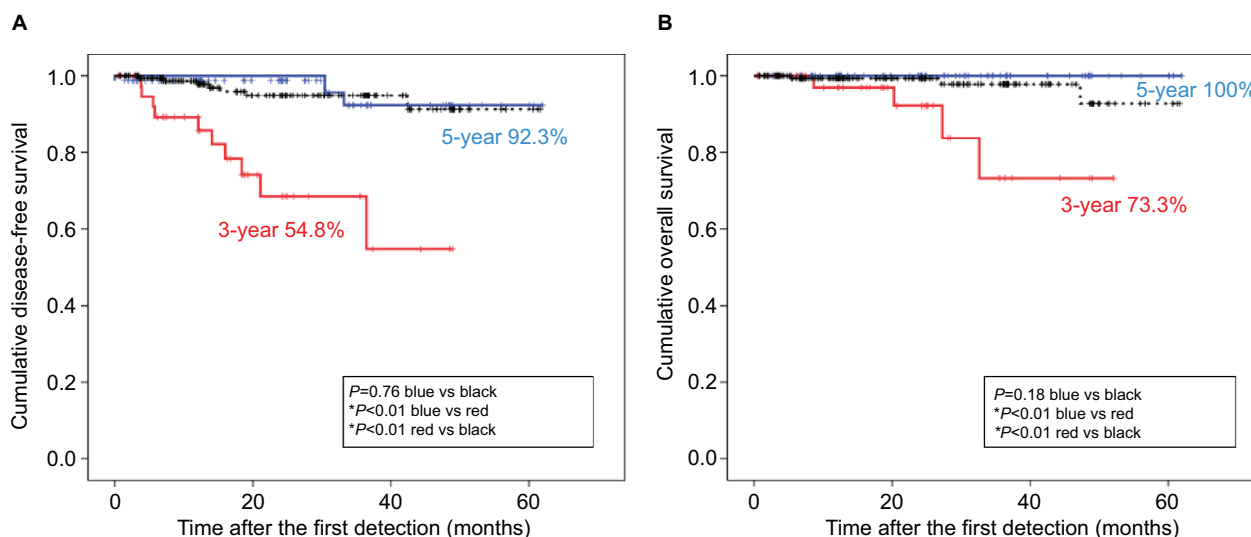 A
Cumulative disease-free survival
1.0
0.8
0.6
0.4
0.2
0.0
5-year 92.3%
3-year 54.8%
P=0.76 blue vs black
*P<0.01 blue vs red
*P<0.01 red vs black
0 20 40 60
Time after the first detection (months)
B
Cumulative overall survival
1.0
0.8
0.6
0.4
0.2
0.0
5-year 100%
3-year 73.3%
P=0.18 blue vs black
*P<0.01 blue vs red
*P<0.01 red vs black
0 20 40 60
Time after the first detection (months)